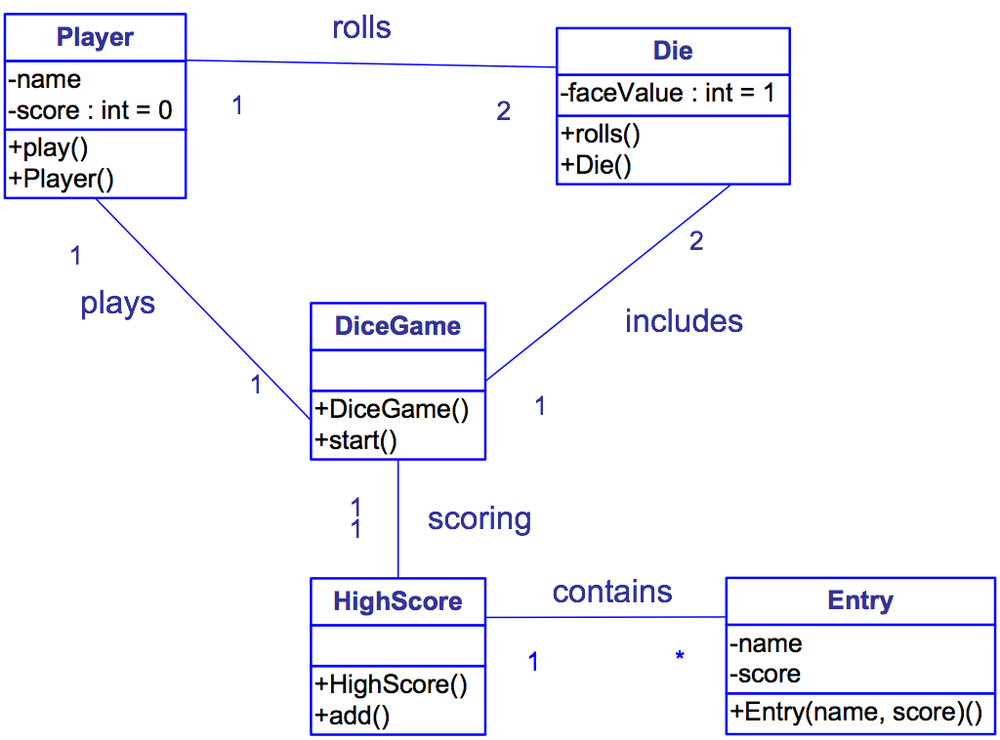 Player
-name
-score : int = 0
+play()
+Player()
rolls
1
2
Die
-faceValue : int = 1
+rolls()
+Die()
1
plays
1
2
includes
1
DiceGame
+DiceGame()
+start()
1
1
scoring
HighScore
+HighScore()
+add()
contains
1
*
Entry
-name
-score
+Entry(name, score)()